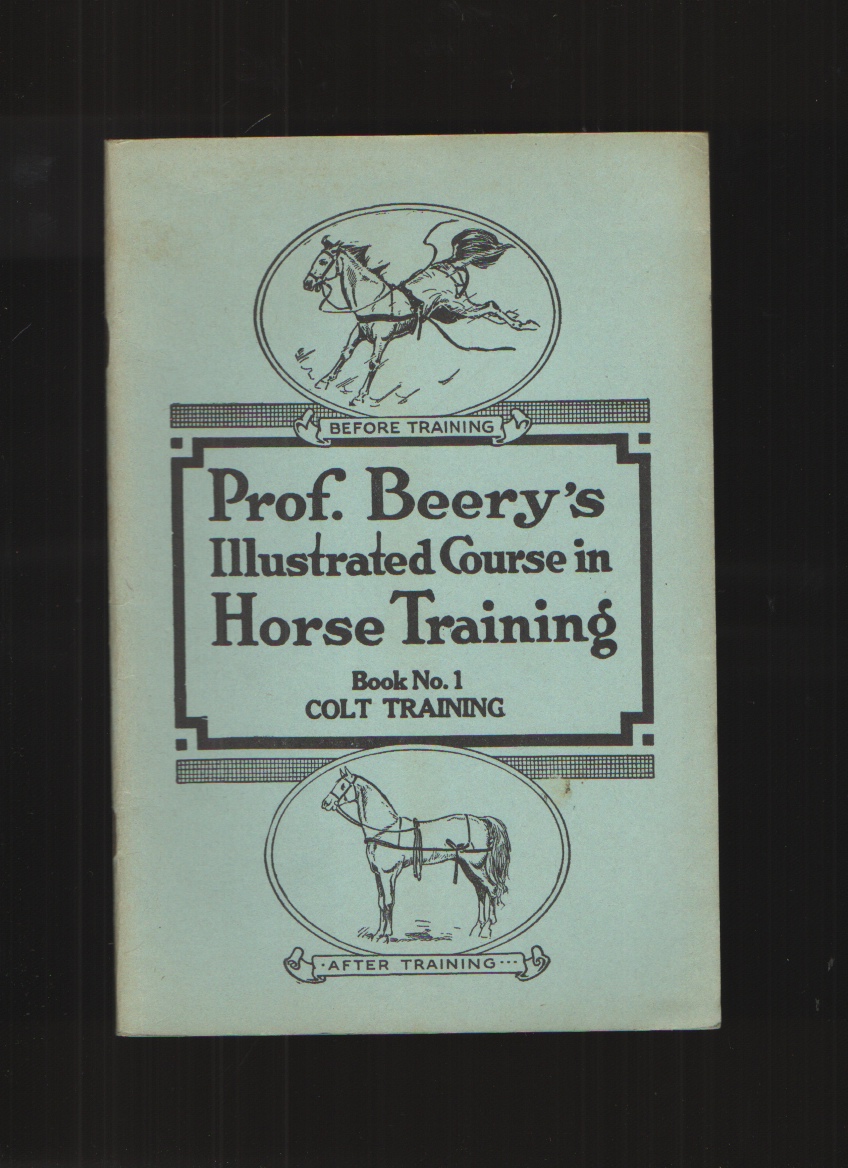 BEFORE TRAINING
Prof. Beery's
Illustrated Course in
Horse Training
Book No. 1
COLT TRAINING
·AFTER TRAINING···